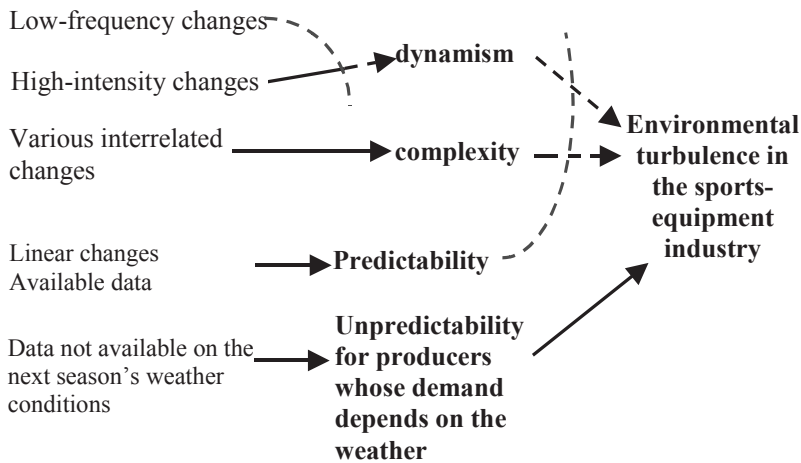 Low-frequency changes
High-intensity changes
dynamism
Various interrelated
changes
complexity
Linear changes
Available data
Predictability
Data not available on the
next season's weather
conditions
Unpredictability
for producers
whose demand
depends on the
weather
Environmental
turbulence in
the sports-
equipment
industry